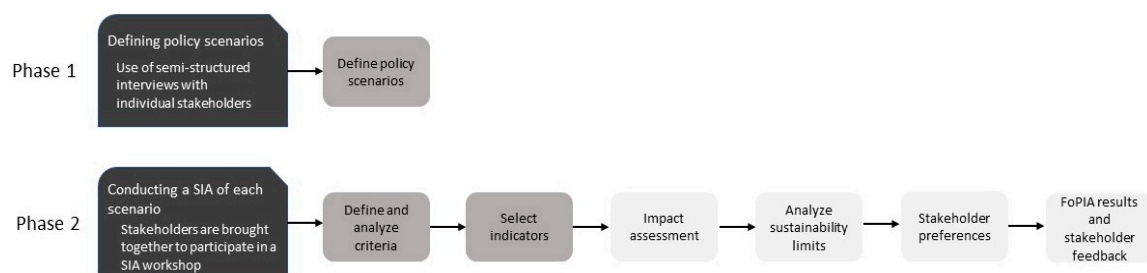 Phase 1
Defining policy scenarios
Use of semi-structured
interviews with
individual stakeholders
Define policy
scenarios
Phase 2
Conducting a SIA of each
scenario
Stakeholders are brought
together to participate in a
SIA workshop
Define and
analyze
criteria
Select
indicators
Impact
assessment
Analyze
sustainability
limits
Stakeholder
preferences
FoPIA results
and
stakeholder
feedback